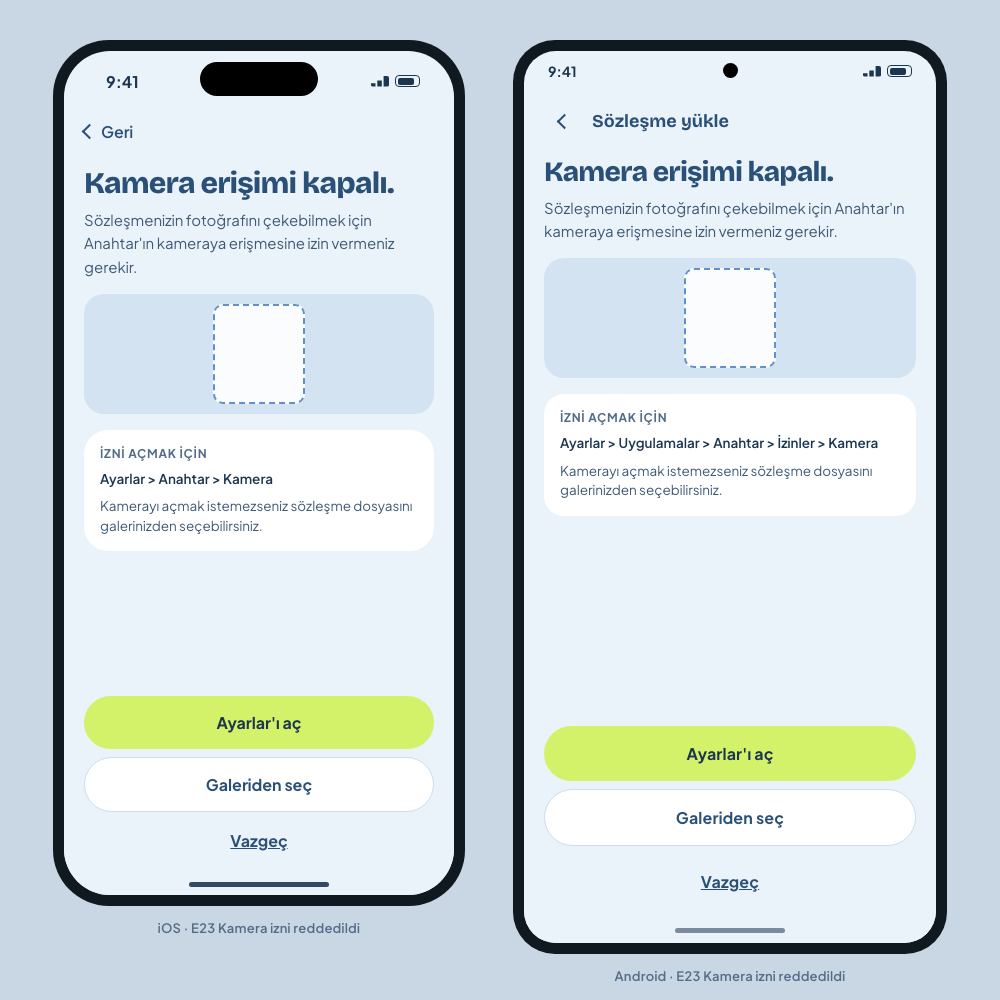 9:41
Geri
Kamera erişimi kapalı.
Sözleşmenizin fotoğrafını çekebilmek için
Anahtar'ın kameraya erişmesine izin vermeniz
gerekir.
İZNİ AÇMAK İÇİN
Ayarlar > Anahtar > Kamera
Kamerayı açmak istemezseniz sözleşme dosyasını
galerinizden seçebilirsiniz.
Ayarlar'ı aç
Galeriden seç
Vazgeç
iOS · E23 Kamera izni reddedildi
9:41
Sözleşme yükle
Kamera erişimi kapalı.
Sözleşmenizin fotoğrafını çekebilmek için Anahtar'ın
kameraya erişmesine izin vermeniz gerekir.
İZNİ AÇMAK İÇİN
Ayarlar > Uygulamalar > Anahtar > İzinler > Kamera
Kamerayı açmak istemezseniz sözleşme dosyasını
galerinizden seçebilirsiniz.
Ayarlar'ı aç
Galeriden seç
Vazgeç
Android · E23 Kamera izni reddedildi